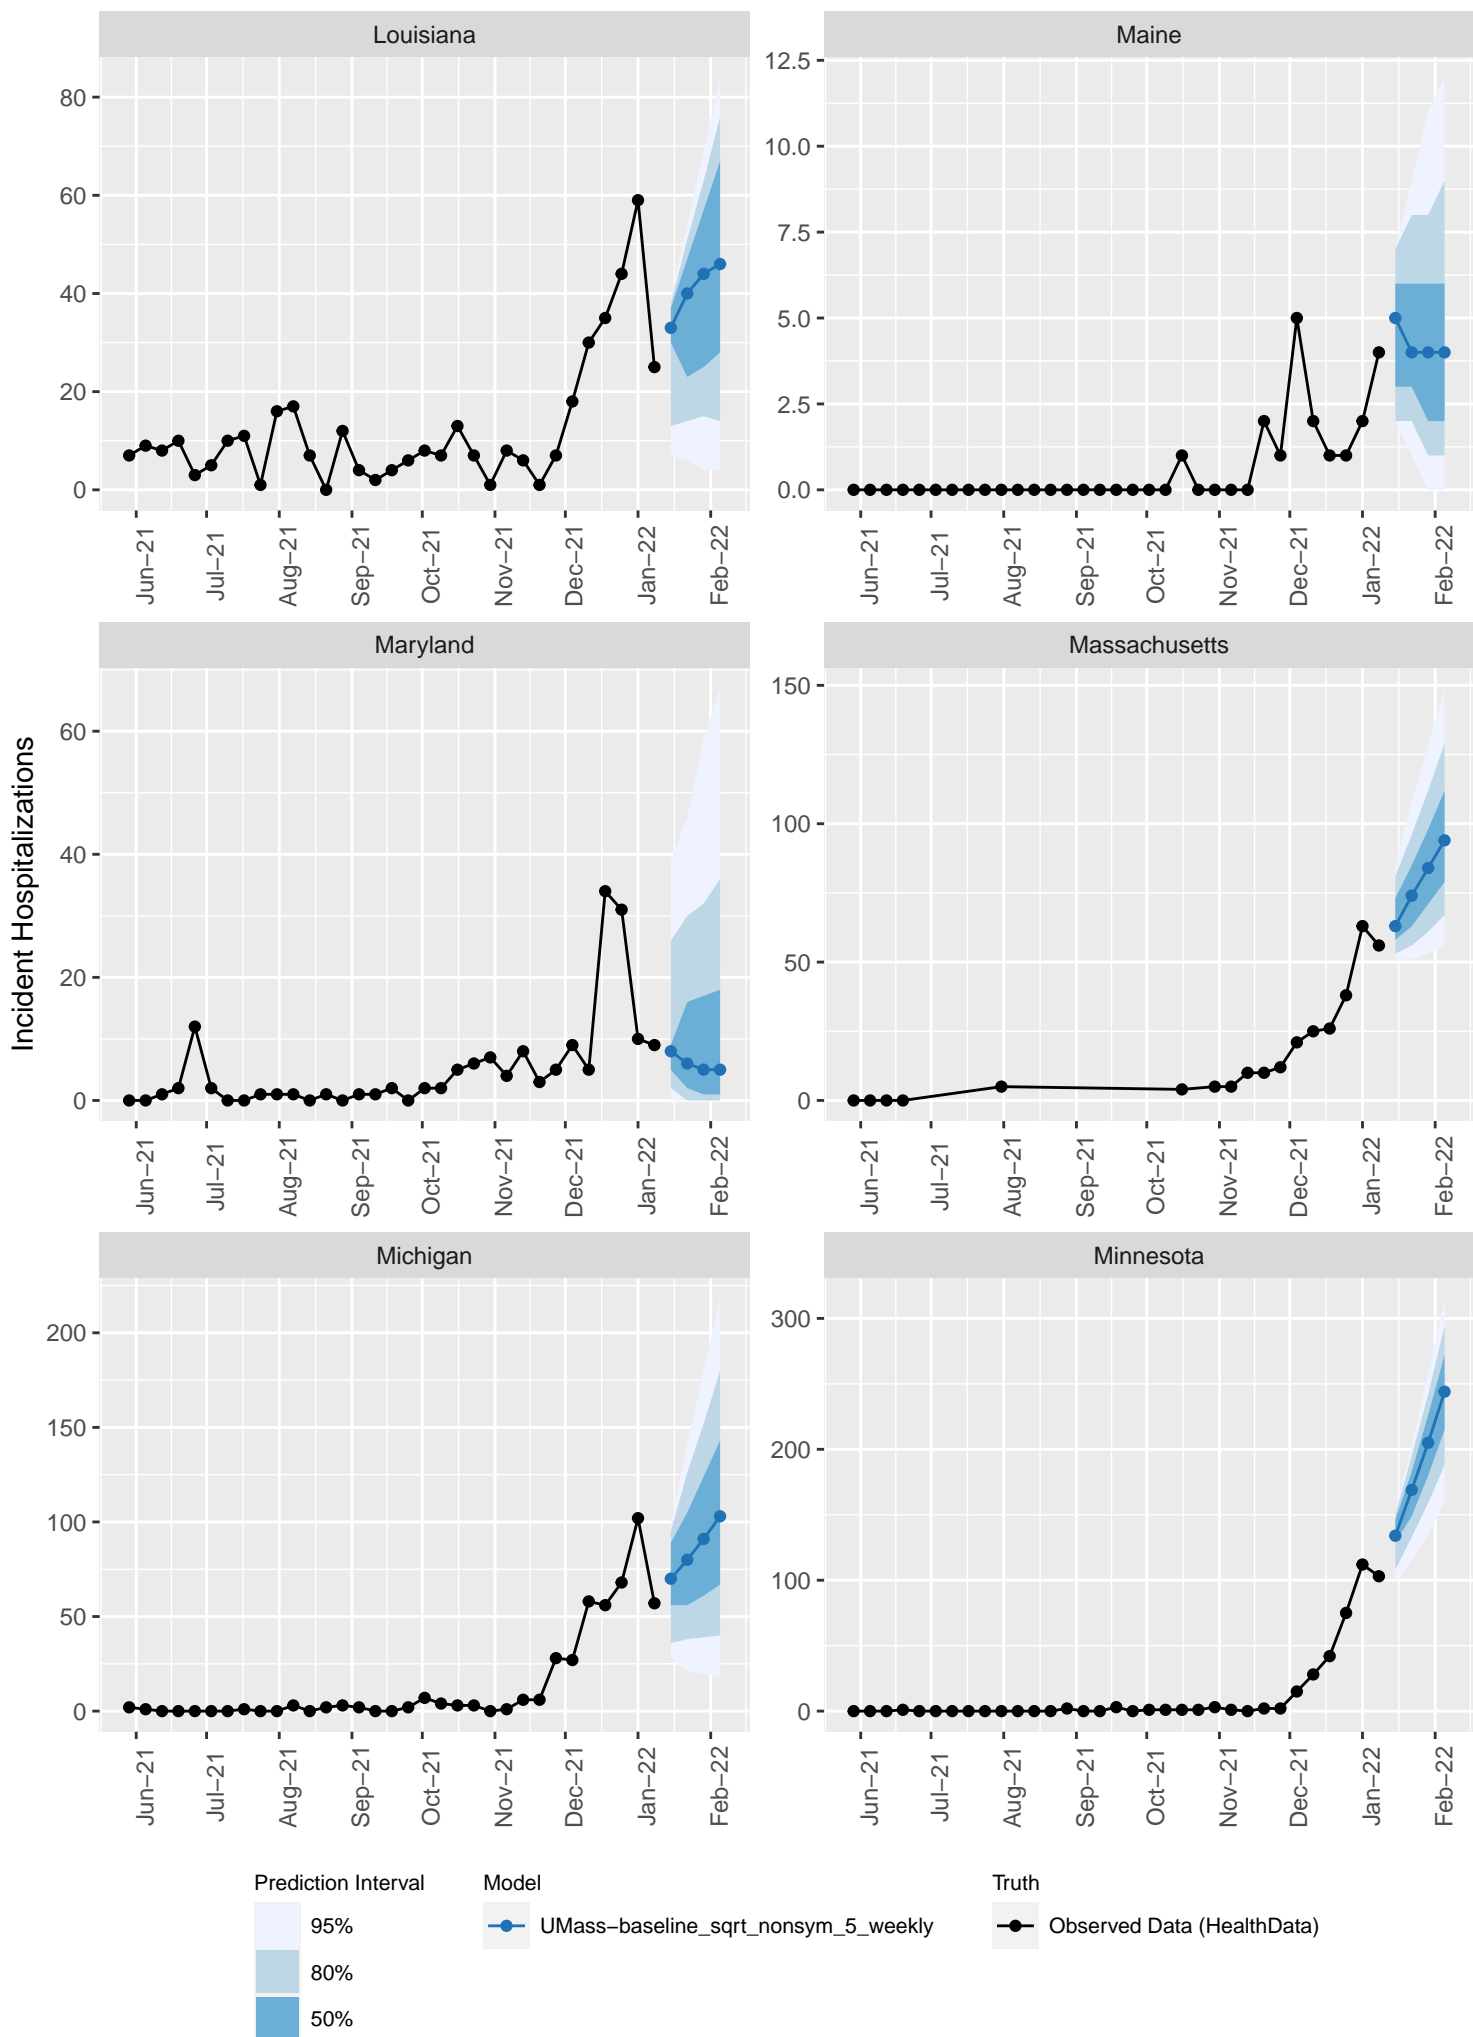 Louisiana
Maine
80
60
40
20
0
12.5
10.0
7.5
5.0
2.5
0.0
Jun−21
Jul−21
Aug−21
Sep−21
Oct−21
Nov−21
Dec−21
Jan−22
Feb−22
Jun−21
Jul−21
Aug−21
Sep−21
Oct−21
Nov−21
Dec−21
Jan−22
Feb−22
Incident Hospitalizations
Maryland
Massachusetts
60
40
20
0
150
100
50
0
Jun−21
Jul−21
Aug−21
Sep−21
Oct−21
Nov−21
Dec−21
Jan−22
Feb−22
Jun−21
Jul−21
Aug−21
Sep−21
Oct−21
Nov−21
Dec−21
Jan−22
Feb−22
Michigan
Minnesota
200
150
100
50
0
300
200
100
0
Jun−21
Jul−21
Aug−21
Sep−21
Oct−21
Nov−21
Dec−21
Jan−22
Feb−22
Jun−21
Jul−21
Aug−21
Sep−21
Oct−21
Nov−21
Dec−21
Jan−22
Feb−22
Prediction Interval
95%
80%
50%
Model
UMass−baseline_sqrt_nonsym_5_weekly
Truth
Observed Data (HealthData)